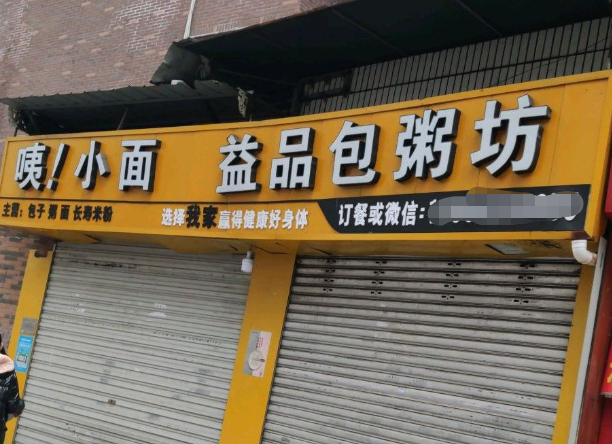 咦！小面 益品包粥坊
主营：包子 粥 面 长寿米粉 选择我家赢得健康好身体 订餐或微信：